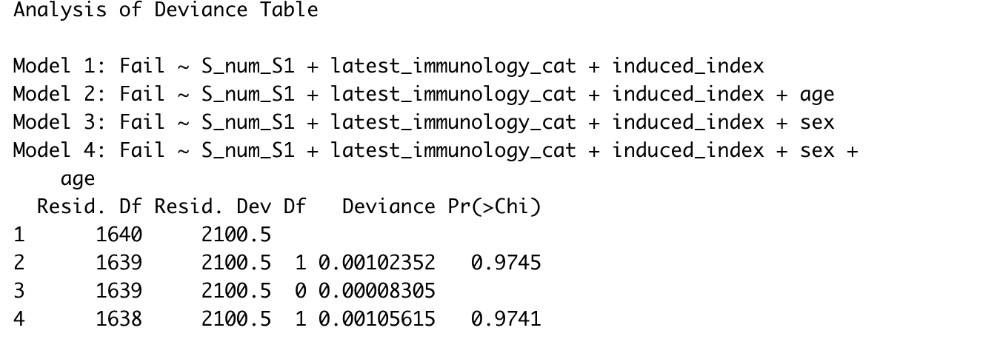 Analysis of Deviance Table

Model 1: Fail ~ S_num_S1 + latest_immunology_cat + induced_index
Model 2: Fail ~ S_num_S1 + latest_immunology_cat + induced_index + age
Model 3: Fail ~ S_num_S1 + latest_immunology_cat + induced_index + sex
Model 4: Fail ~ S_num_S1 + latest_immunology_cat + induced_index + sex +
    age
  Resid. Df Resid. Dev Df   Deviance Pr(>Chi)
1      1640     2100.5
2      1639     2100.5  1 0.00102352   0.9745
3      1639     2100.5  0 0.00008305
4      1638     2100.5  1 0.00105615   0.9741